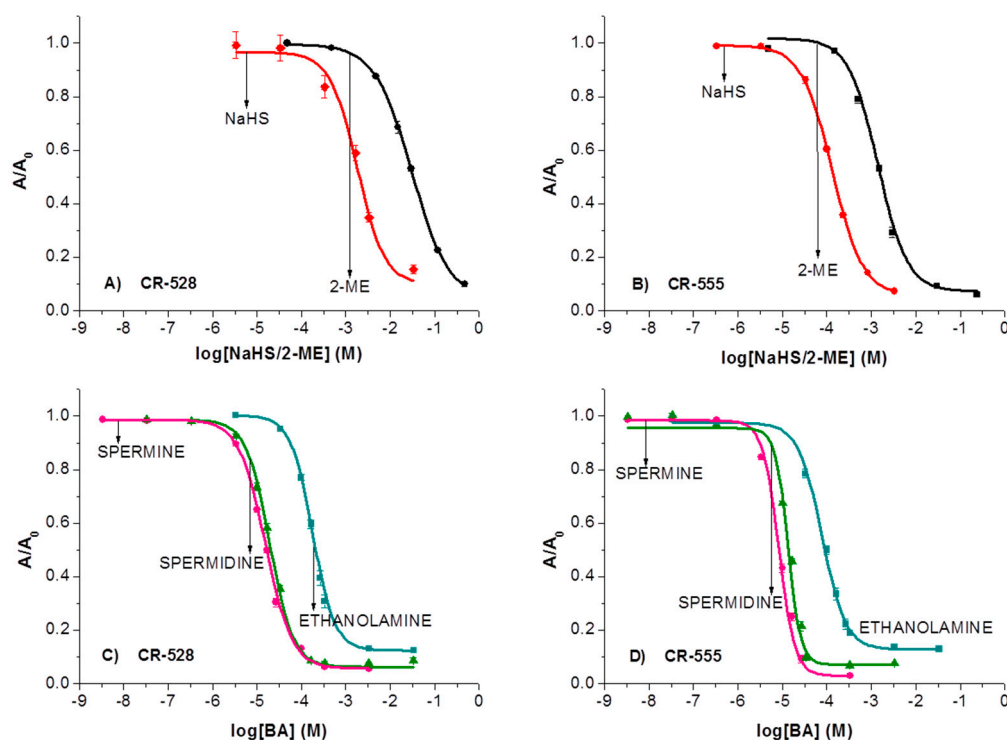 1.0
0.8
0.6
0.4
0.2
0.0
A/A0
NaHS
2-ME
A) CR-528
-9 -8 -7 -6 -5 -4 -3 -2 -1 0
log[NaHS/2-ME] (M)
1.0
0.8
0.6
0.4
0.2
0.0
A/A0
NaHS
2-ME
B) CR-555
-9 -8 -7 -6 -5 -4 -3 -2 -1 0
log[NaHS/2-ME] (M)
1.0
0.8
0.6
0.4
0.2
0.0
A/A0
SPERMINE
SPERMIDINE
ETHANOLAMINE
C) CR-528
-9 -8 -7 -6 -5 -4 -3 -2 -1 0
log[BA] (M)
1.0
0.8
0.6
0.4
0.2
0.0
A/A0
SPERMINE
SPERMIDINE
ETHANOLAMINE
D) CR-555
-9 -8 -7 -6 -5 -4 -3 -2 -1 0
log[BA] (M)